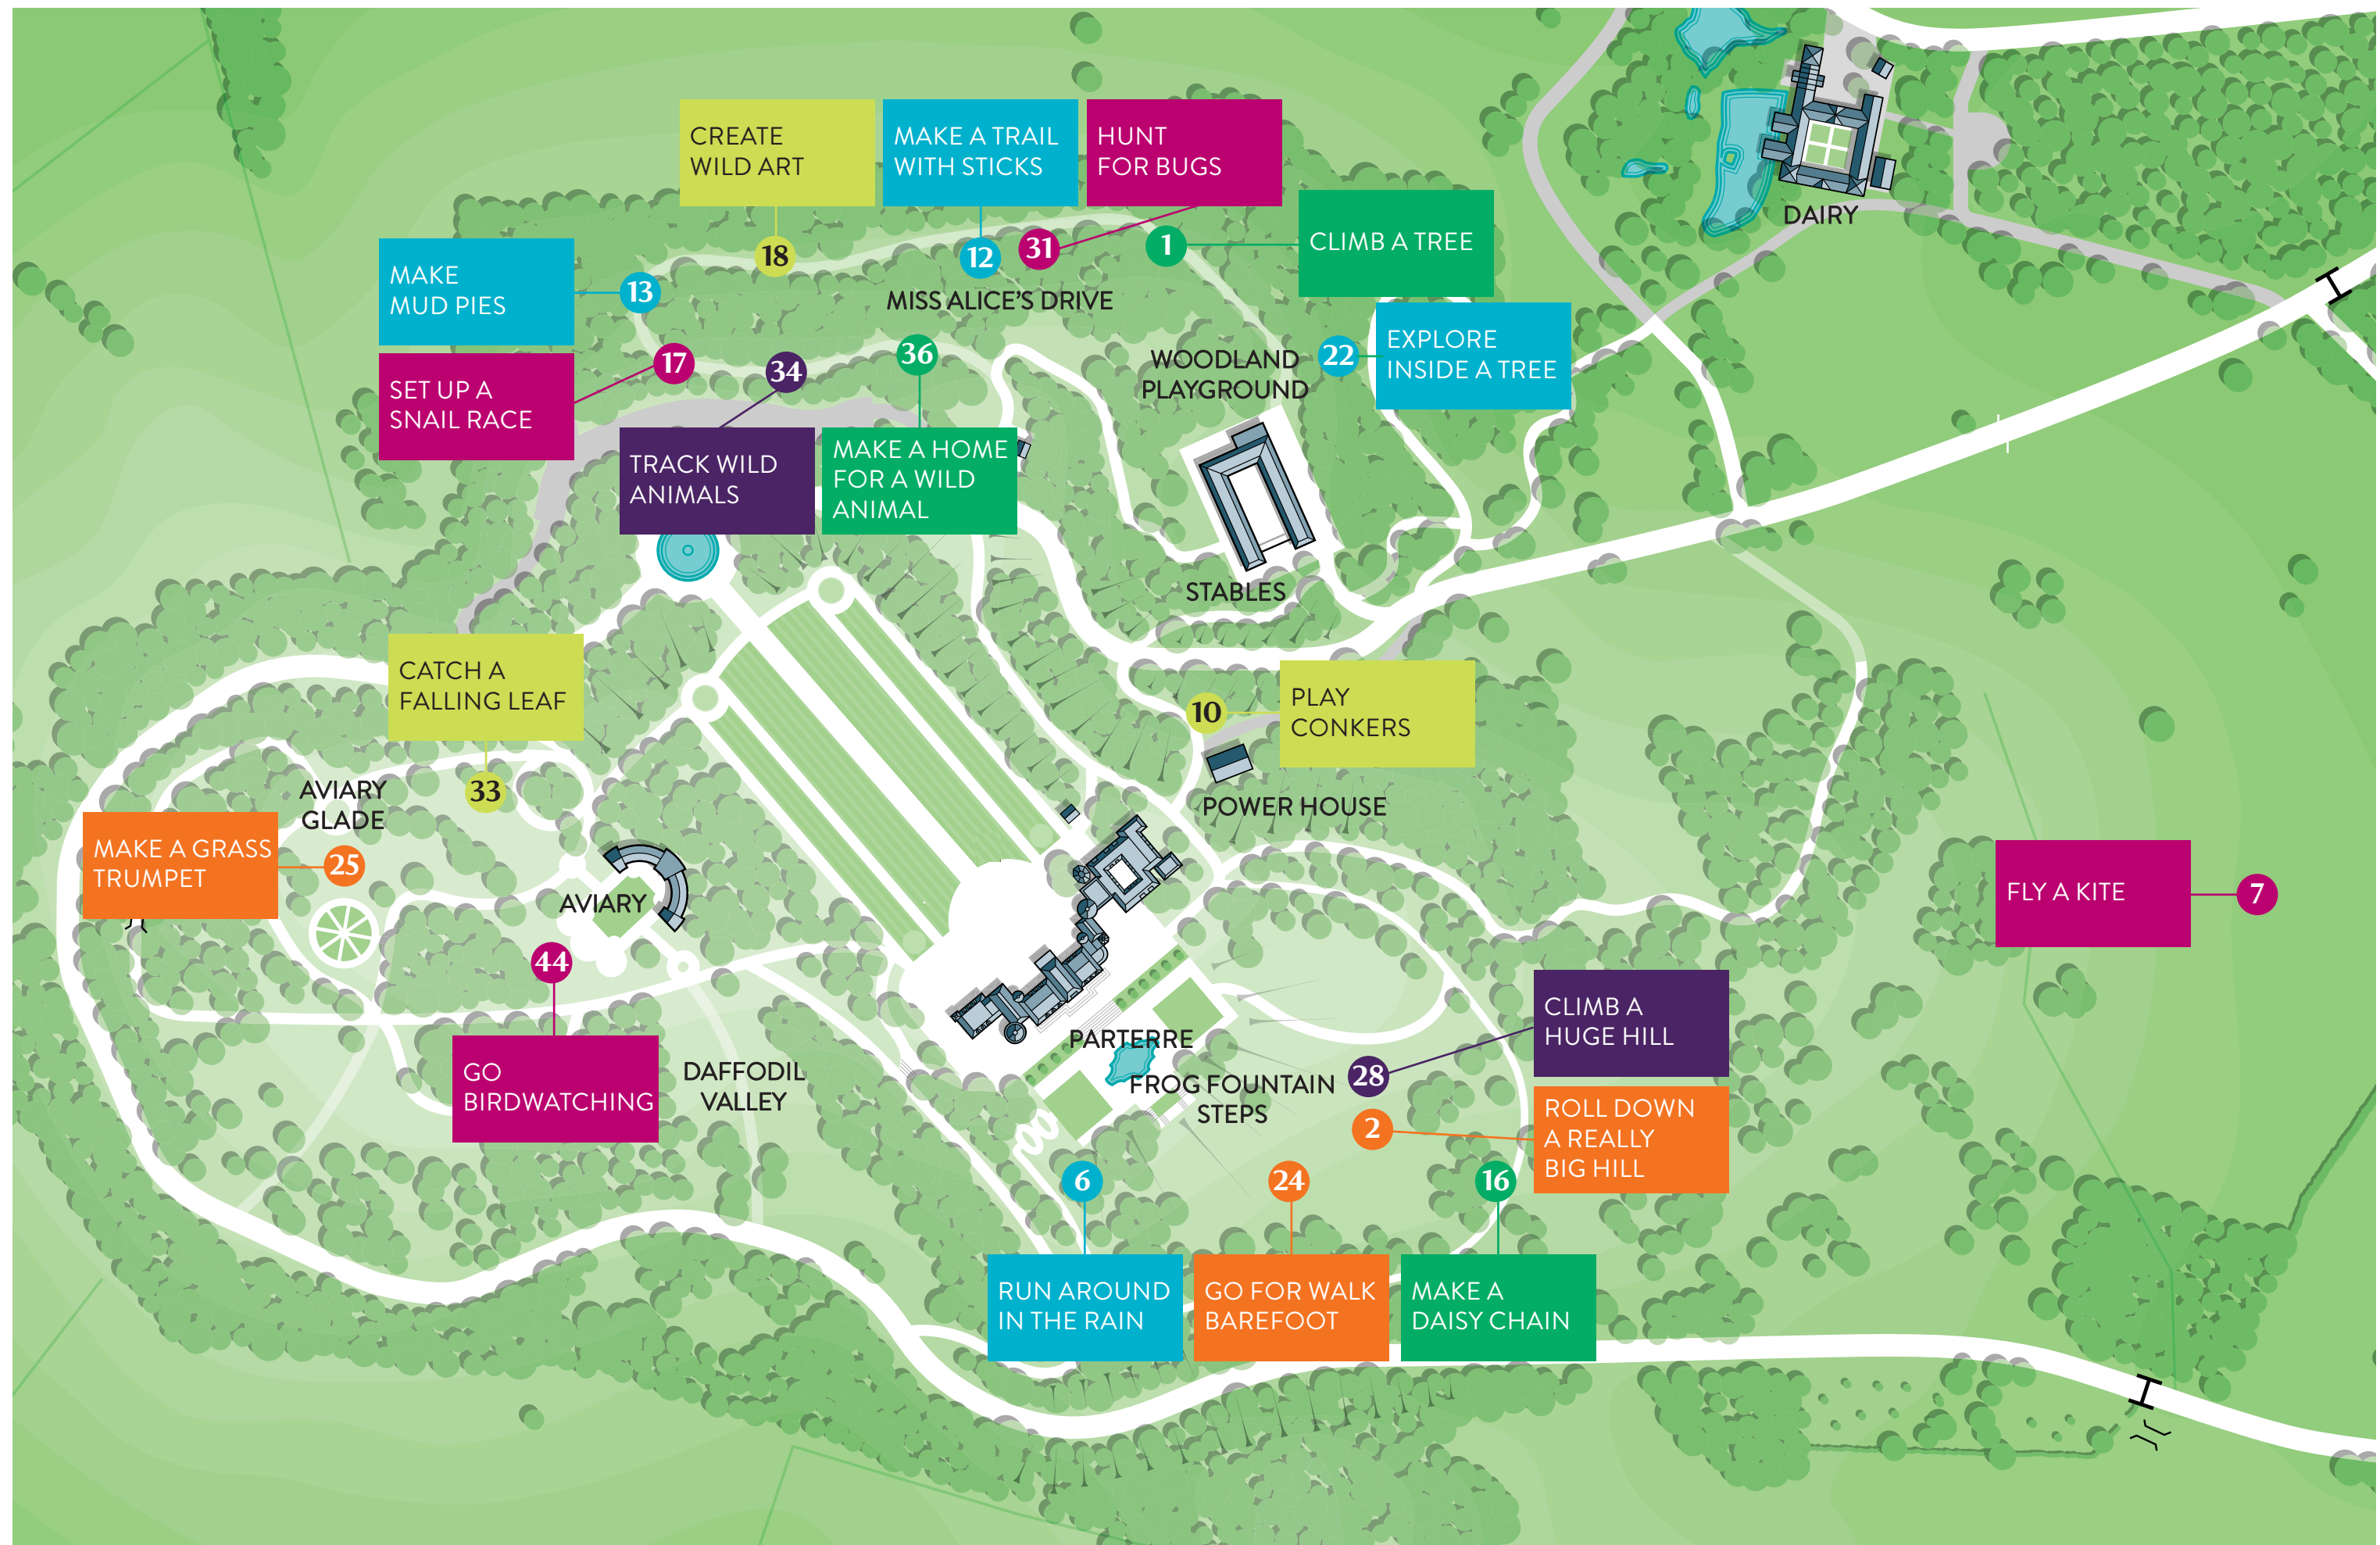 CREATE
WILD ART
18
MAKE A TRAIL
WITH STICKS
12
HUNT
FOR BUGS
31
CLIMB A TREE
1
DAIRY
MAKE
MUD PIES
13
MISS ALICE'S DRIVE
SET UP A
SNAIL RACE
17
34
TRACK WILD
ANIMALS
36
MAKE A HOME
FOR A WILD
ANIMAL
WOODLAND
PLAYGROUND
22
EXPLORE
INSIDE A TREE
STABLES
CATCH A
FALLING LEAF
33
10
PLAY
CONKERS
POWER HOUSE
AVIARY
GLADE
MAKE A GRASS
TRUMPET
25
AVIARY
FLY A KITE
7
44
GO
BIRDWATCHING
DAFFODIL
VALLEY
PARTERRE
FROG FOUNTAIN
STEPS
28
CLIMB A
HUGE HILL
2
ROLL DOWN
A REALLY
BIG HILL
6
RUN AROUND
IN THE RAIN
24
GO FOR WALK
BAREFOOT
16
MAKE A
DAISY CHAIN